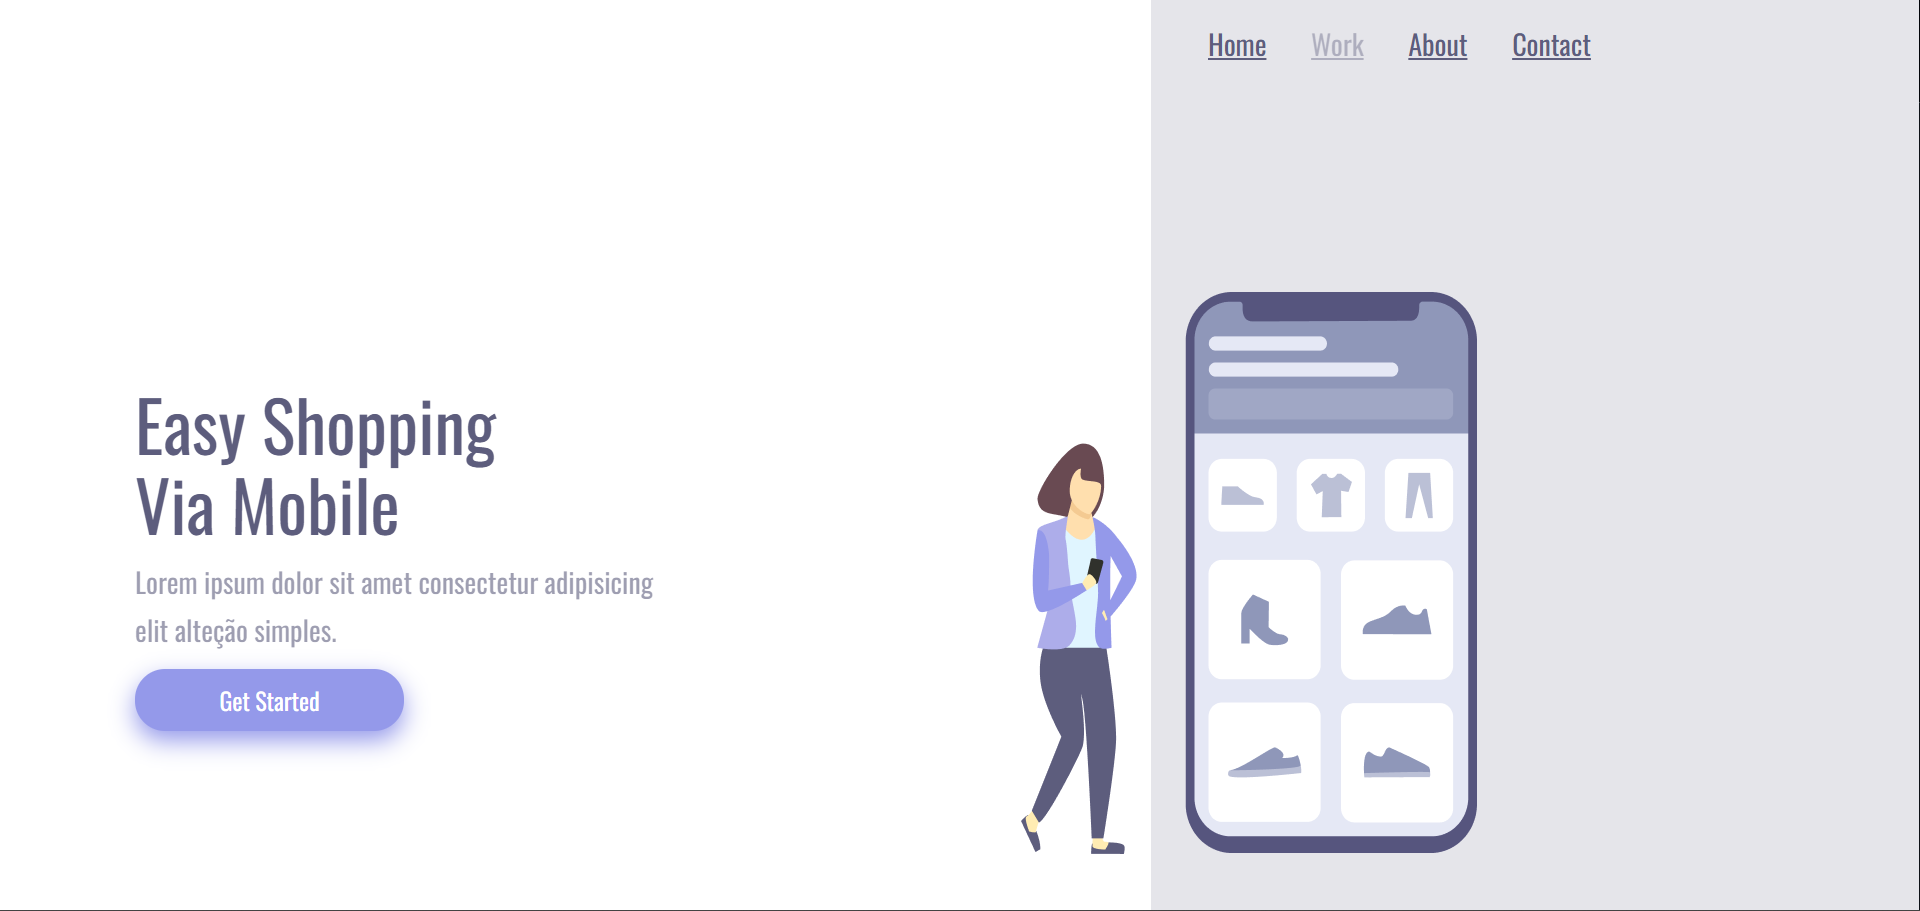 Home Work About Contact
Easy Shopping
Via Mobile
Lorem ipsum dolor sit amet consectetur adipisicing
elit alteção simples.
Get Started